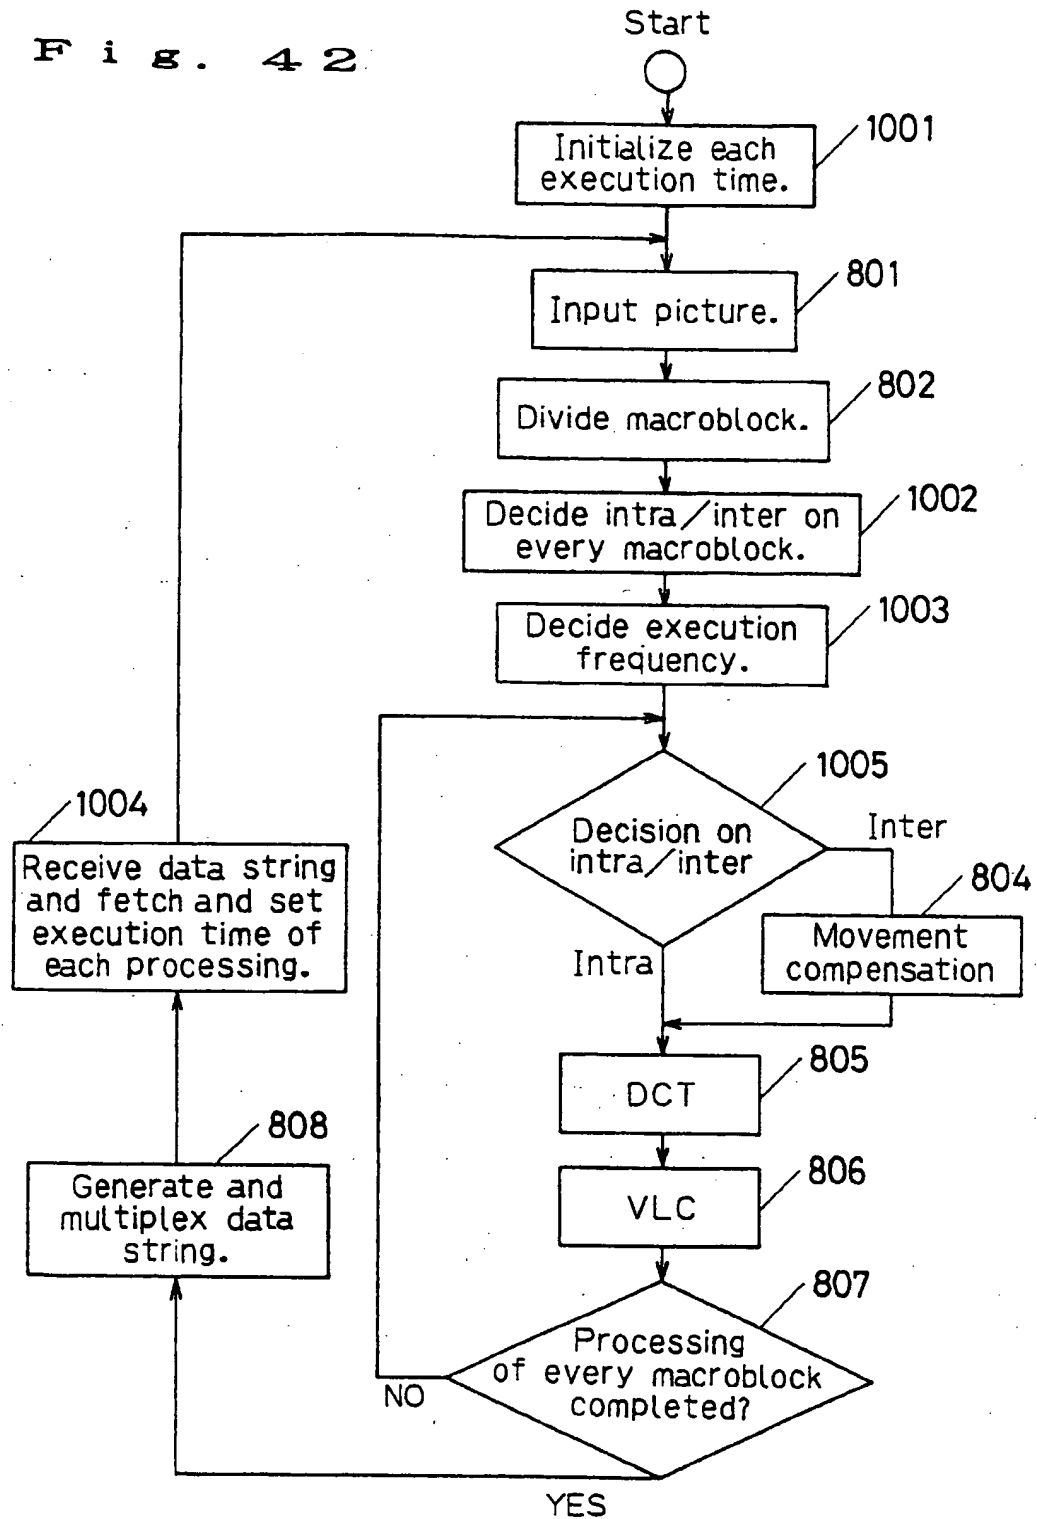 Fig. 42
Start
1001
Initialize each
execution time.
801
Input picture.
802
Divide macroblock.
1002
Decide intra/inter on
every macroblock.
1003
Decide execution
frequency.
1005
Decision on
intra/inter
Inter
804
Movement
compensation
Intra
1004
Receive data string
and fetch and set
execution time of
each processing.
805
DCT
808
Generate and
multiplex data
string.
806
VLC
807
Processing
of every macroblock
completed?
NO
YES